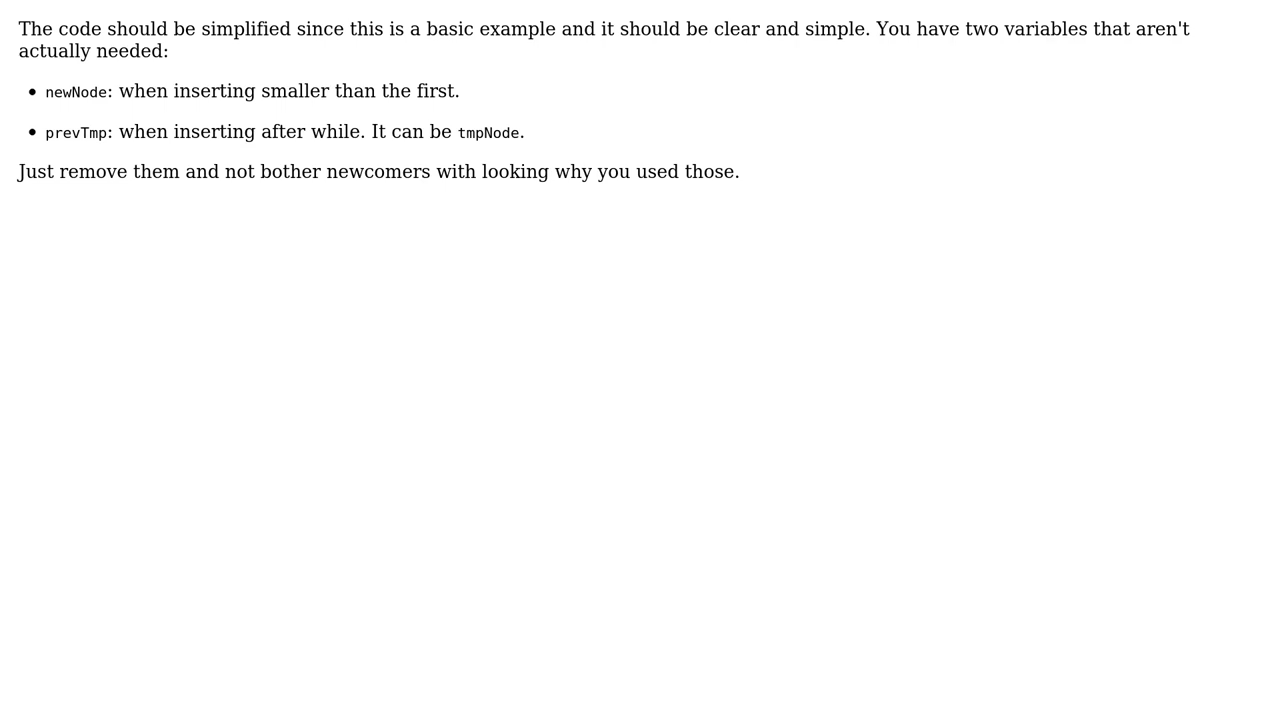 The code should be simplified since this is a basic example and it should be clear and simple. You have two variables that aren't
actually needed:
• newNode: when inserting smaller than the first.
• prevTmp: when inserting after while. It can be tmpNode.
Just remove them and not bother newcomers with looking why you used those.